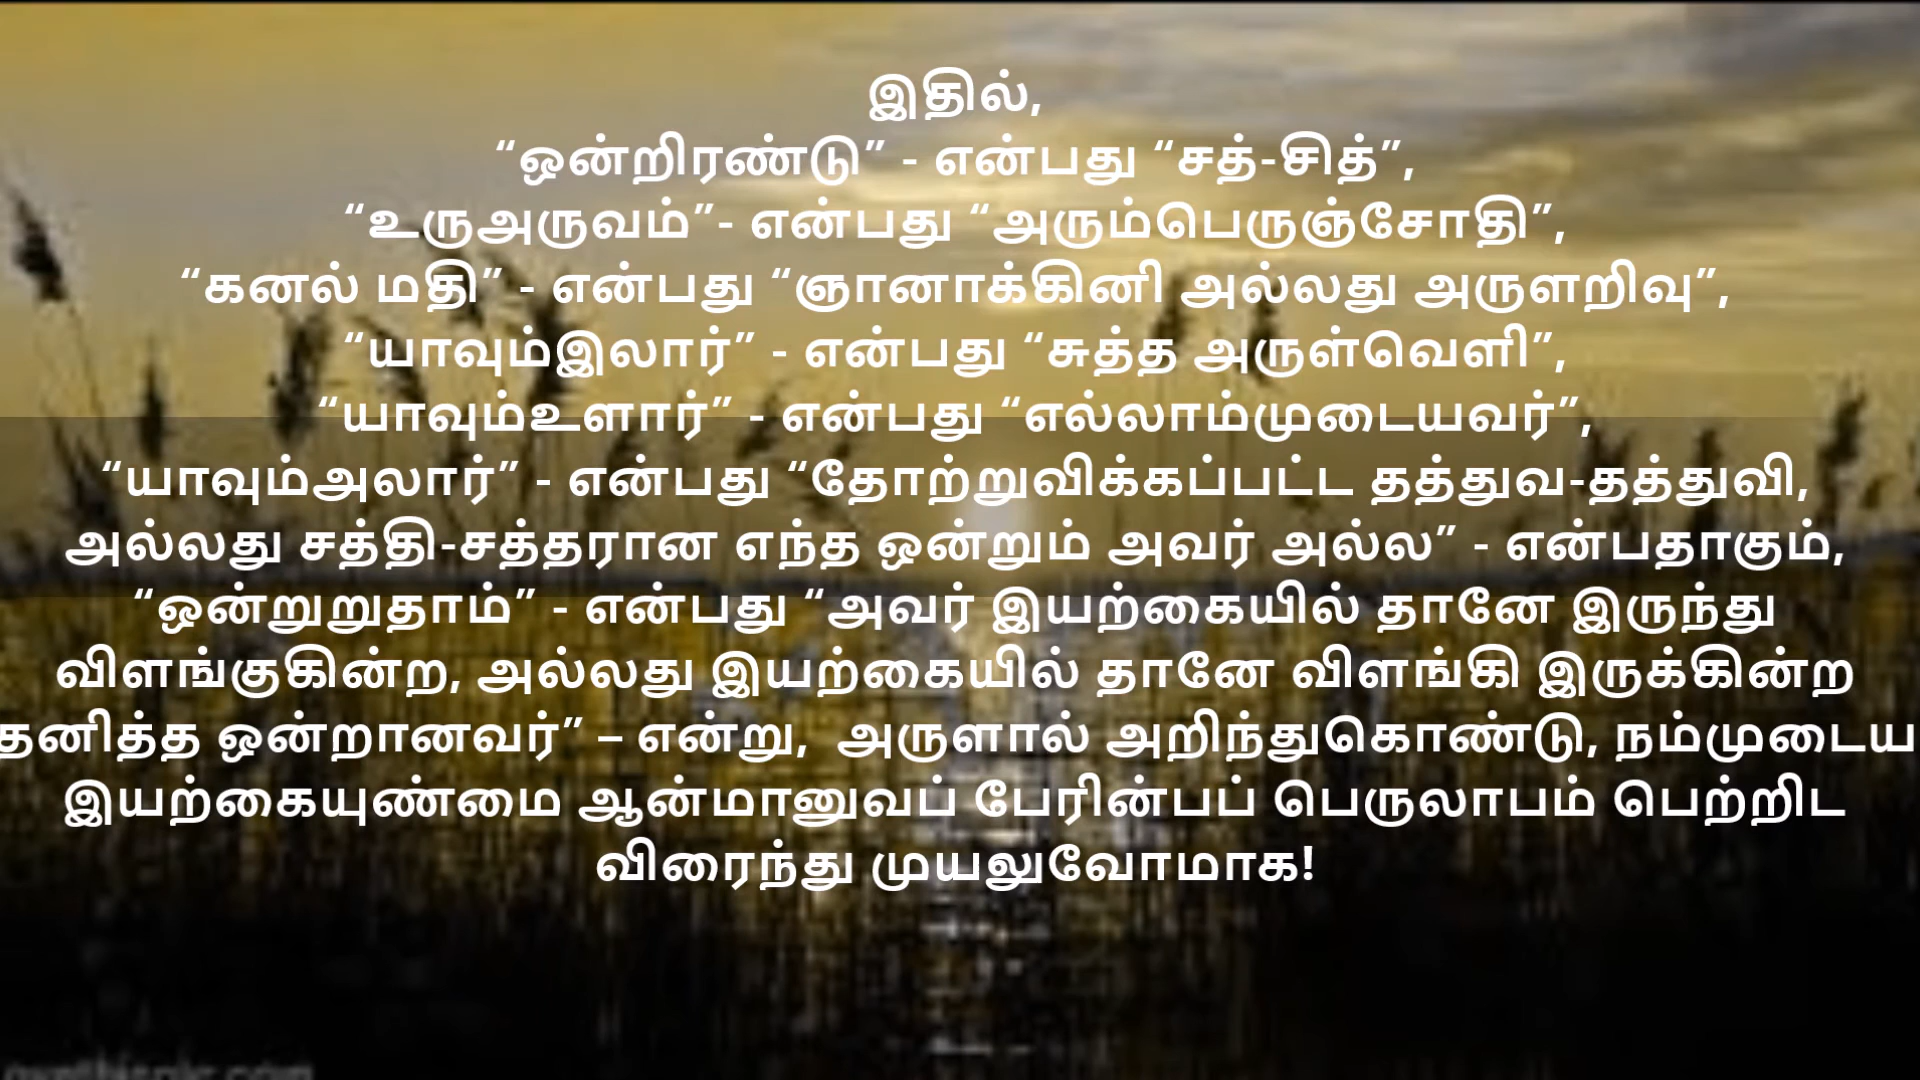 இதில்,
“ஒன்றிரண்டு” - என்பது “சத்-சித்”,
“உருஅருவம்”- என்பது “அரும்பெருஞ்சோதி”,
“கனல் மதி” - என்பது “ஞானாக்கினி அல்லது அருளறிவு”,
“யாவும்இலார்” - என்பது “சுத்த அருள்வெளி”,
“யாவும்உளார்” - என்பது “எல்லாம்முடையவர்”,
“யாவும்அலார்” - என்பது “தோற்றுவிக்கப்பட்ட தத்துவ-தத்துவி,
அல்லது சத்தி-சத்தரான எந்த ஒன்றும் அவர் அல்ல” - என்பதாகும்,
“ஒன்றுறுதாம்” - என்பது “அவர் இயற்கையில் தானே இருந்து
விளங்குகின்ற, அல்லது இயற்கையில் தானே விளங்கி இருக்கின்ற
தனித்த ஒன்றானவர்” – என்று, அருளால் அறிந்துகொண்டு, நம்முடைய
இயற்கையுண்மை ஆன்மானுவப் பேரின்பப் பெருலாபம் பெற்றிட
விரைந்து முயலுவோமாக!